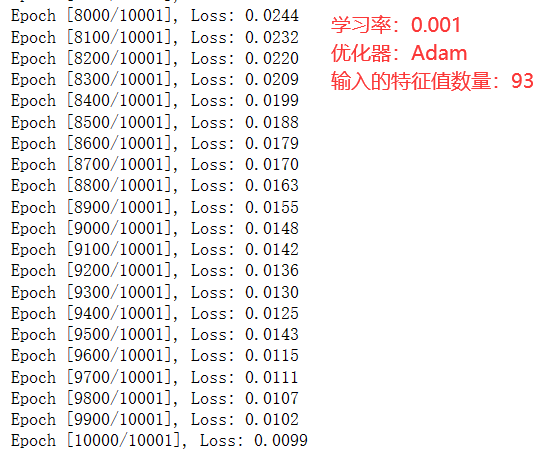 Epoch [8000/10001], Loss: 0.0244
Epoch [8100/10001], Loss: 0.0232
Epoch [8200/10001], Loss: 0.0220
Epoch [8300/10001], Loss: 0.0209
Epoch [8400/10001], Loss: 0.0199
Epoch [8500/10001], Loss: 0.0188
Epoch [8600/10001], Loss: 0.0179
Epoch [8700/10001], Loss: 0.0170
Epoch [8800/10001], Loss: 0.0163
Epoch [8900/10001], Loss: 0.0155
Epoch [9000/10001], Loss: 0.0148
Epoch [9100/10001], Loss: 0.0142
Epoch [9200/10001], Loss: 0.0136
Epoch [9300/10001], Loss: 0.0130
Epoch [9400/10001], Loss: 0.0125
Epoch [9500/10001], Loss: 0.0143
Epoch [9600/10001], Loss: 0.0115
Epoch [9700/10001], Loss: 0.0111
Epoch [9800/10001], Loss: 0.0107
Epoch [9900/10001], Loss: 0.0102
Epoch [10000/10001], Loss: 0.0099
学习率：0.001
优化器：Adam
输入的特征值数量：93